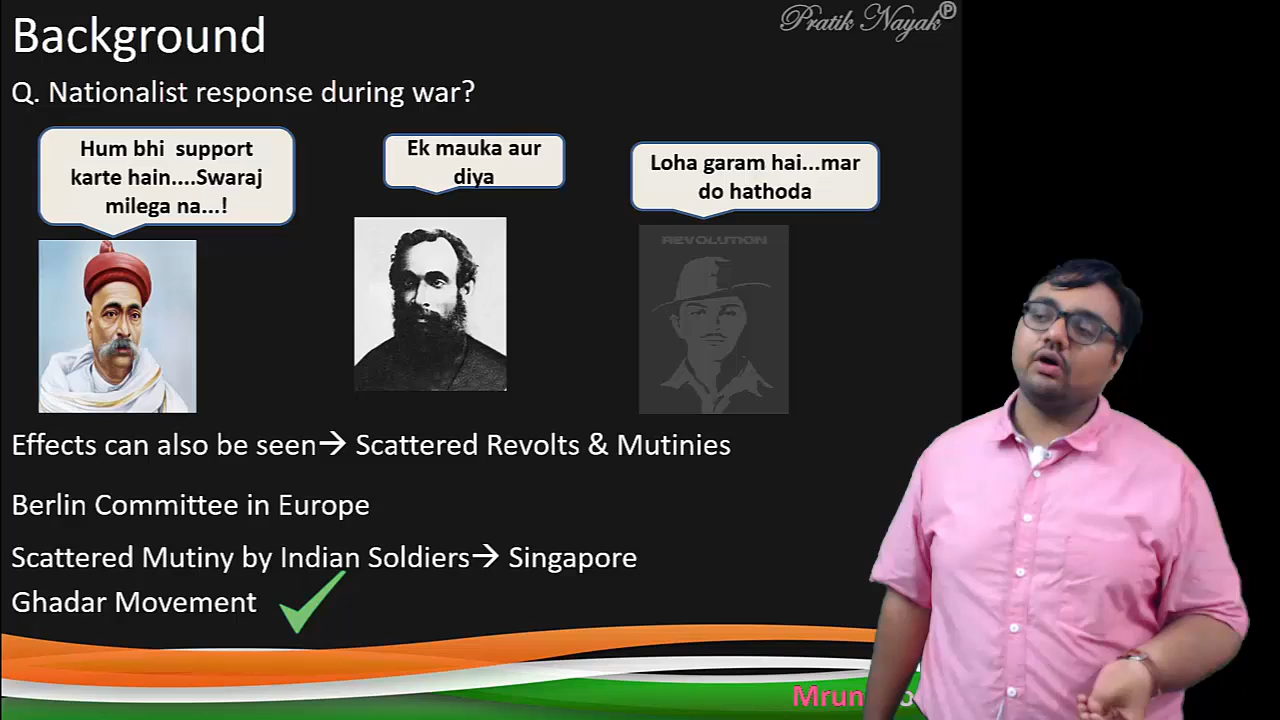 Background
Pratik Nayak
Q. Nationalist response during war?
Hum bhi support
karte hain....Swaraj
milega na...!
Ek mauka aur
diya
Loha garam hai...mar
do hathoda
REVOLUTION
Effects can also be seen→ Scattered Revolts & Mutinies
Berlin Committee in Europe
Scattered Mutiny by Indian Soldiers→ Singapore
Ghadar Movement